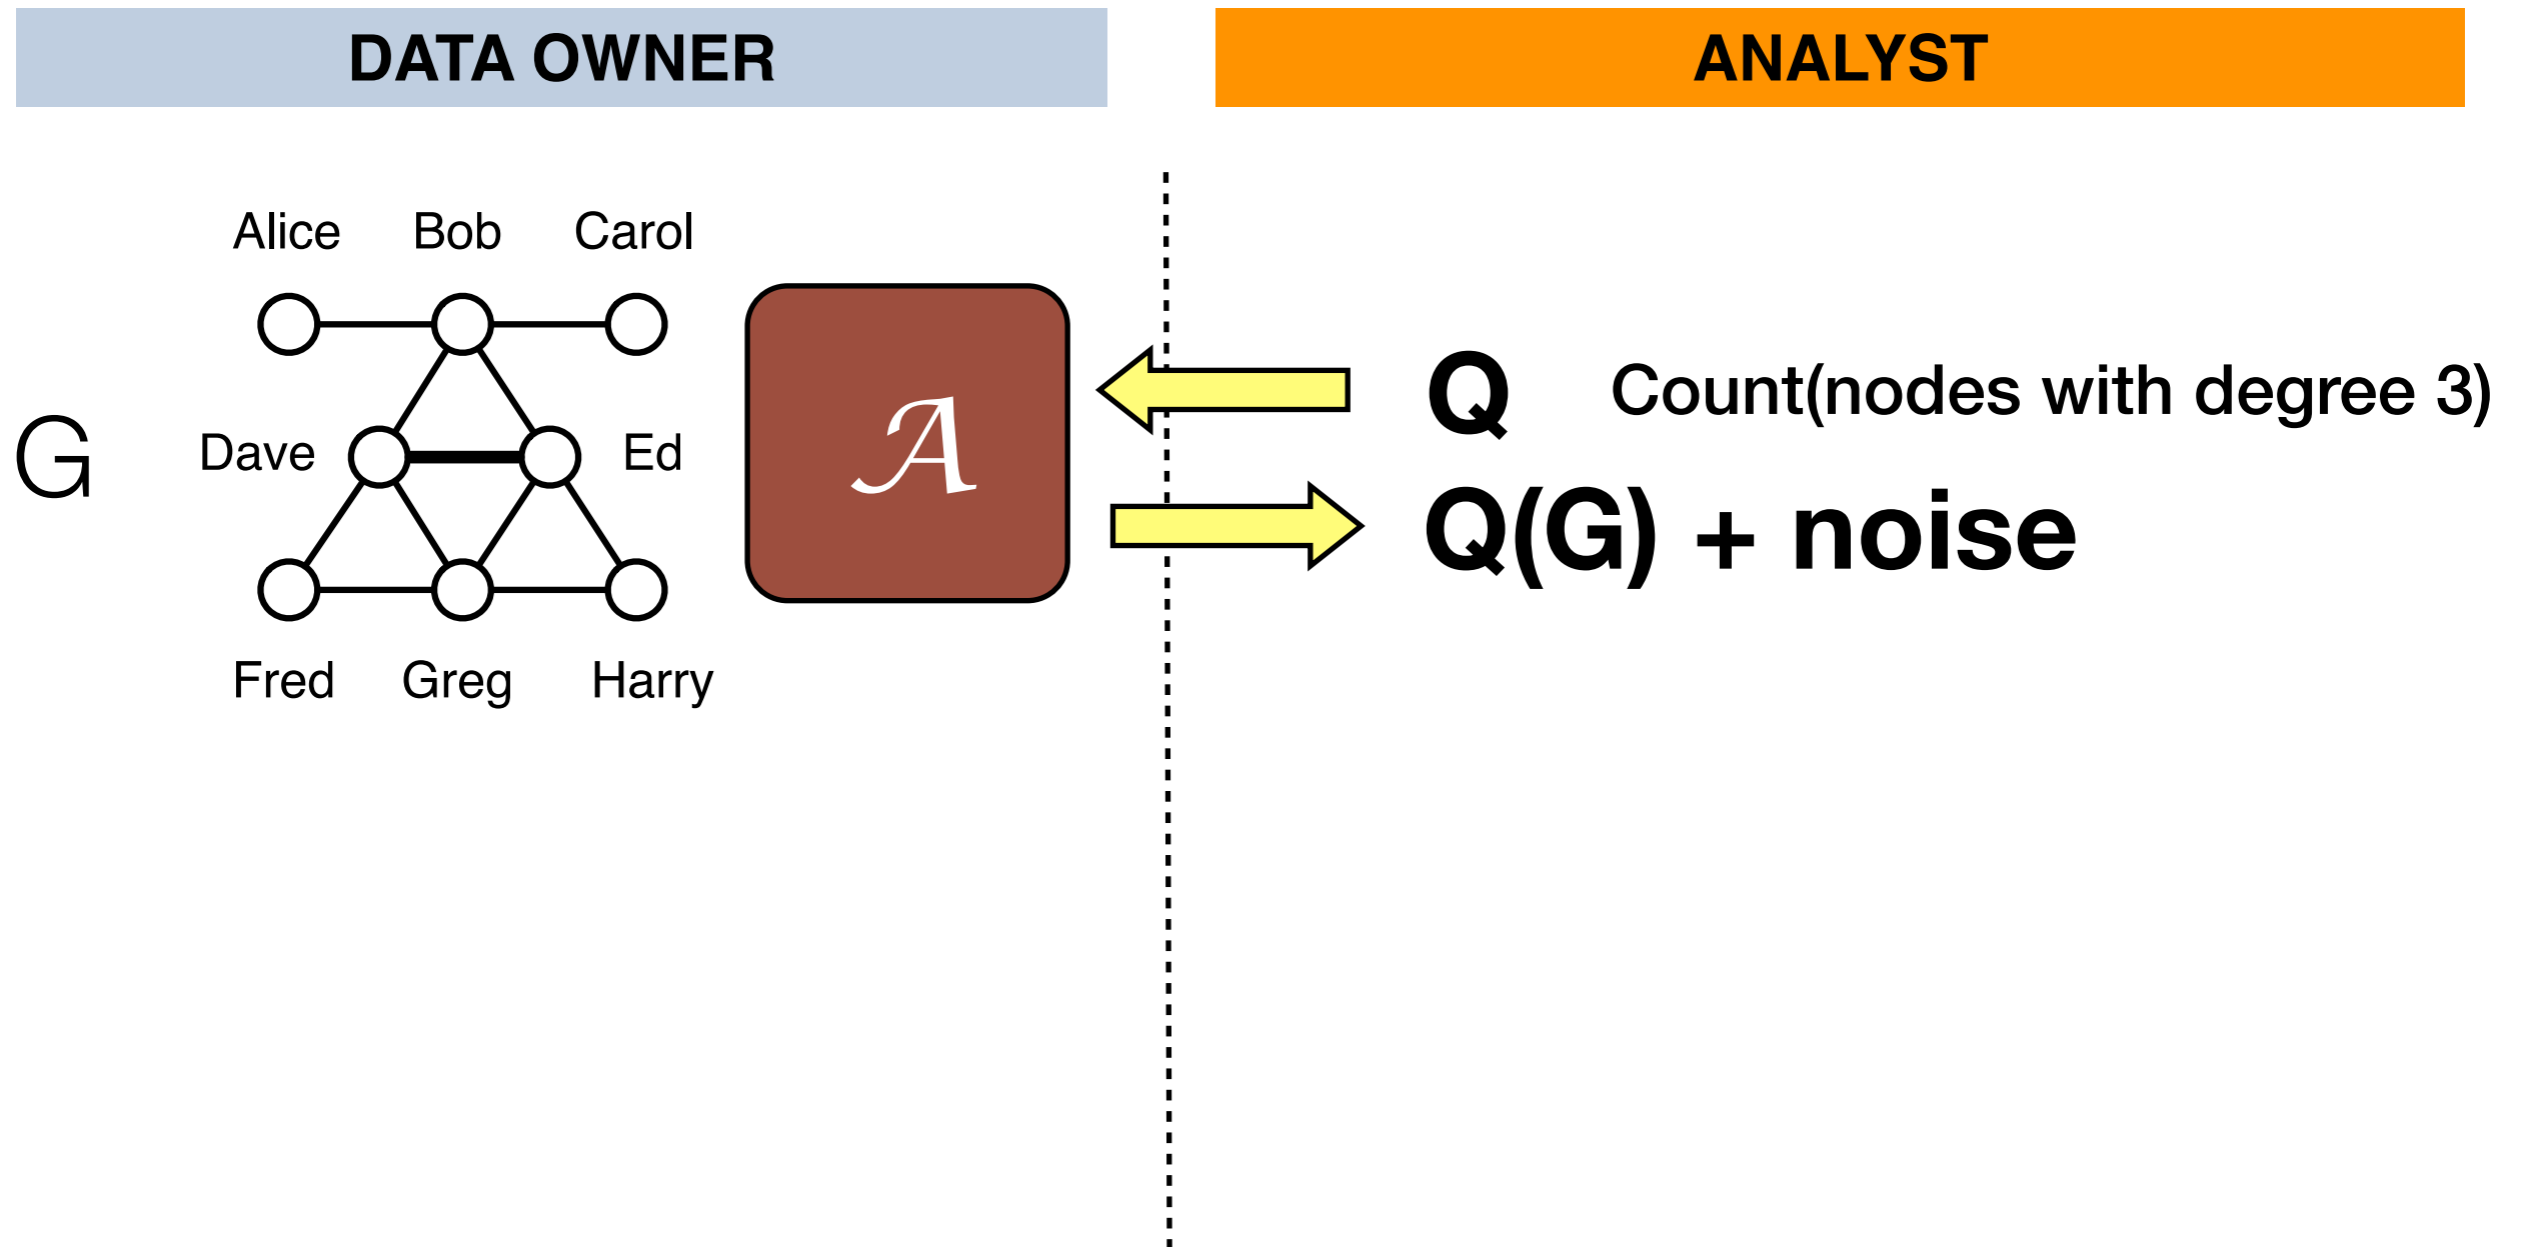 DATA OWNER
ANALYST
Alice Bob Carol
G
Dave Ed
Fred Greg Harry
𝒜
Q Count(nodes with degree 3)
Q(G) + noise